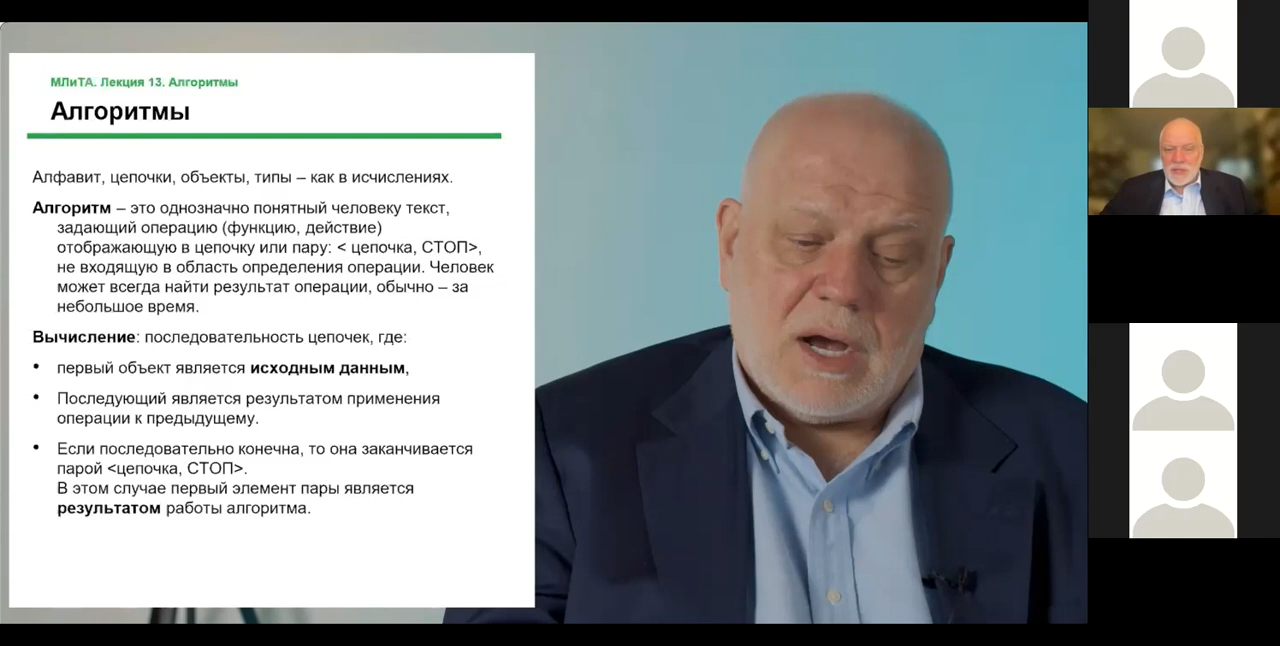 МЛиТА. Лекция 13. Алгоритмы
Алгоритмы
Алфавит, цепочки, объекты, типы – как в исчислениях.
Алгоритм – это однозначно понятный человеку текст,
задающий операцию (функцию, действие)
отображающую в цепочку или пару: < цепочка, СТОП>,
не входящую в область определения операции. Человек
может всегда найти результат операции, обычно – за
небольшое время.
Вычисление: последовательность цепочек, где:
• первый объект является исходным данным,
• Последующий является результатом применения
операции к предыдущему.
• Если последовательно конечна, то она заканчивается
парой <цепочка, СТОП>.
В этом случае первый элемент пары является
результатом работы алгоритма.